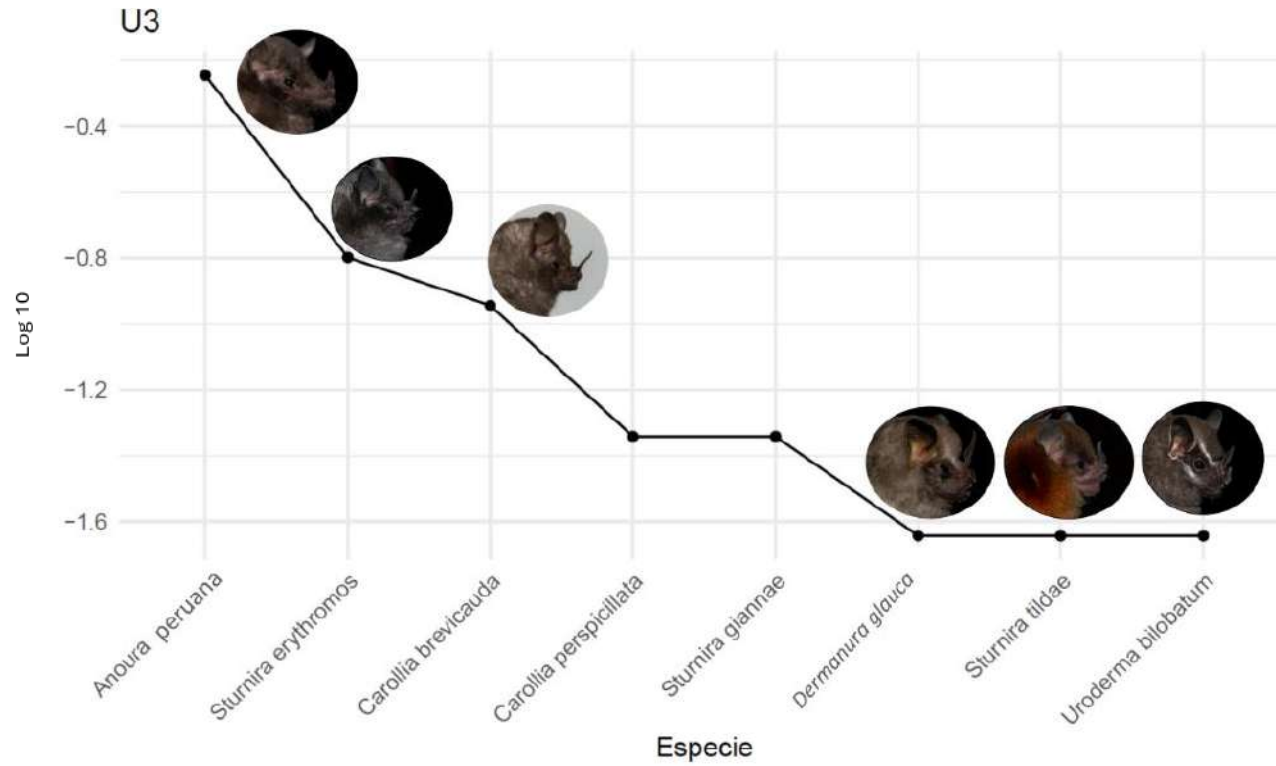 U3
−0.4
−0.8
−1.2
−1.6
Log 10
Anoura peruana
Sturnira erythromos
Carollia brevicauda
Carollia perspicillata
Sturnira giannae
Dermanura glauca
Sturnira tildae
Uroderma bilobatum
Especie